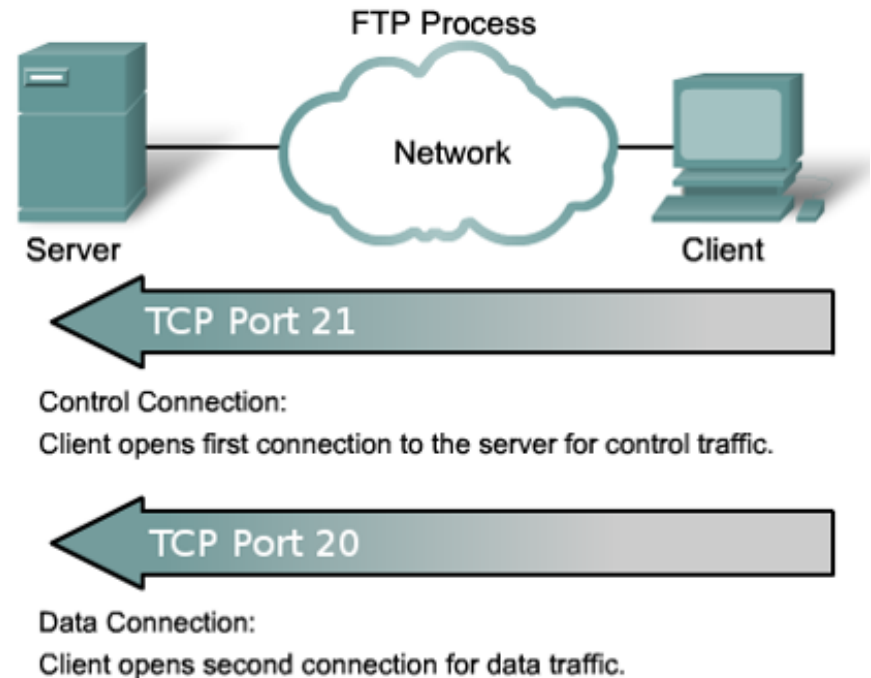 FTP Process
Network
Server
Client
TCP Port 21
Control Connection:
Client opens first connection to the server for control traffic.
TCP Port 20
Data Connection:
Client opens second connection for data traffic.